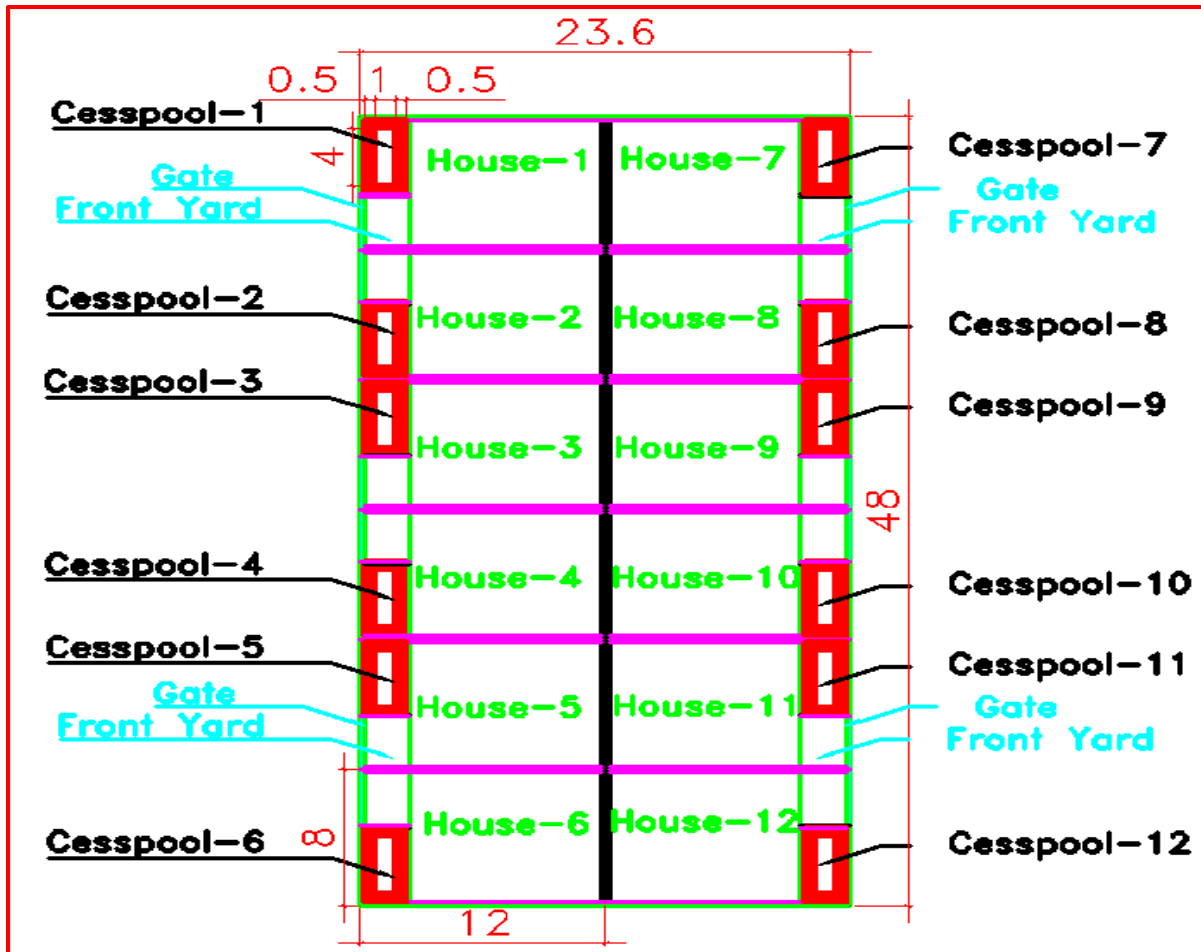 23.6
0.5 1 0.5
Cesspool-1
4
House-1
House-7
Cesspool-7
Gate
Front Yard
Gate
Front Yard
Cesspool-2
House-2
House-8
Cesspool-8
Cesspool-3
House-3
House-9
Cesspool-9
48
Cesspool-4
House-4
House-10
Cesspool-10
Cesspool-5
House-5
House-11
Cesspool-11
Gate
Front Yard
Gate
Front Yard
Cesspool-6
8
House-6
House-12
Cesspool-12
12